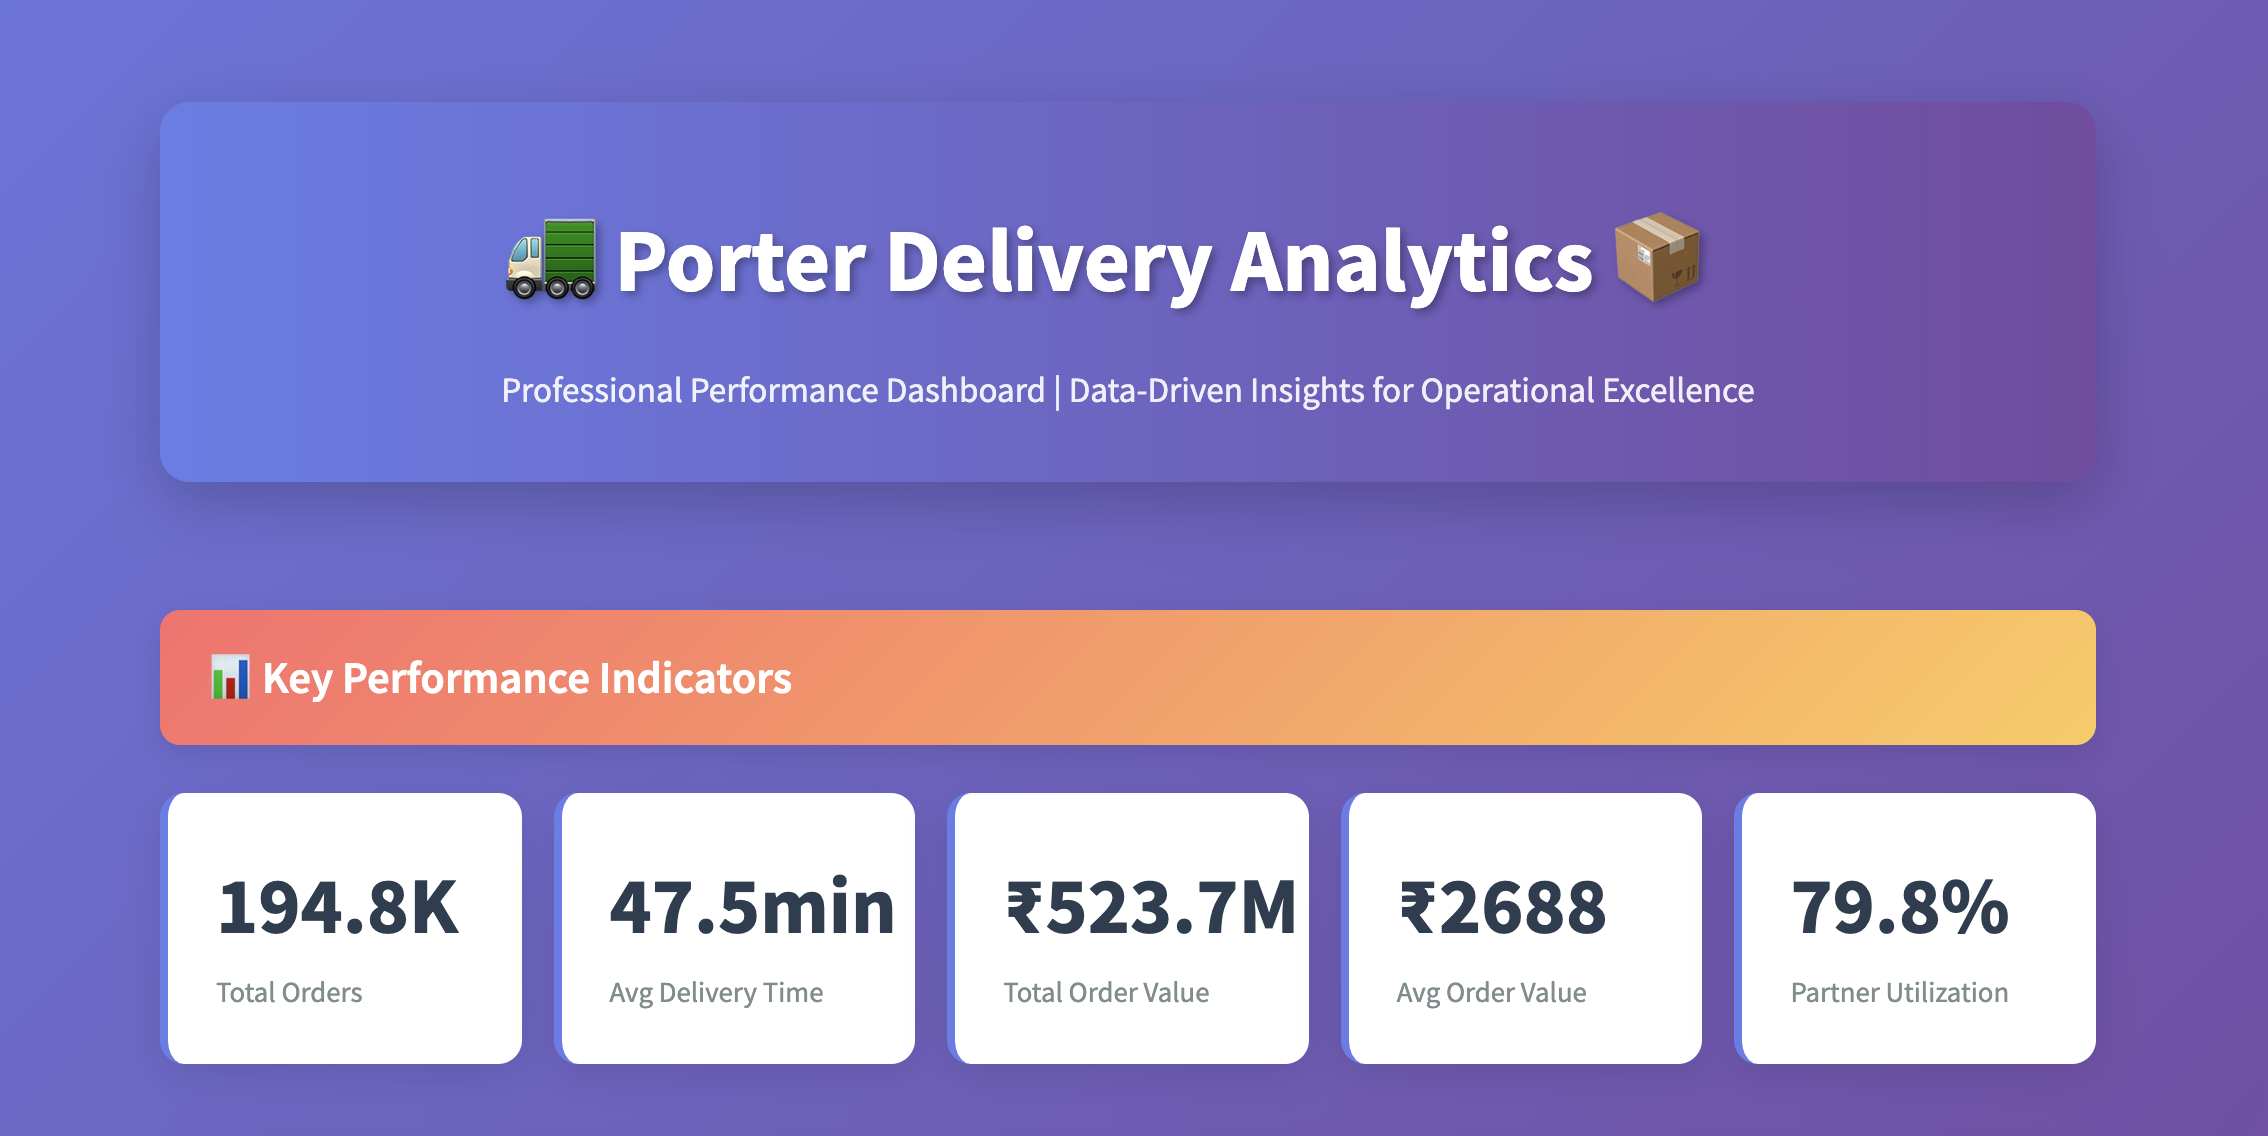 Porter Delivery Analytics
Professional Performance Dashboard | Data-Driven Insights for Operational Excellence
Key Performance Indicators
194.8K
Total Orders
47.5min
Avg Delivery Time
₹523.7M
Total Order Value
₹2688
Avg Order Value
79.8%
Partner Utilization